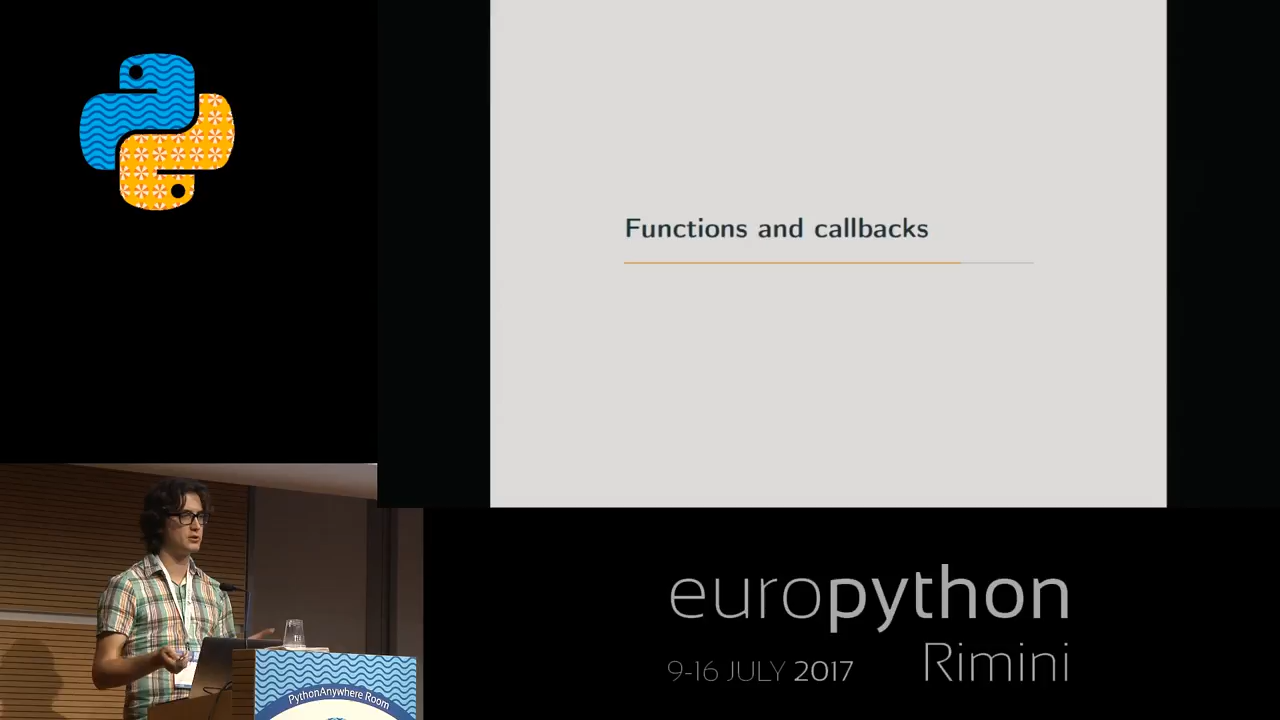 Functions and callbacks
europython
Rimini
9-16 JULY 2017
PythonAnywhere Room